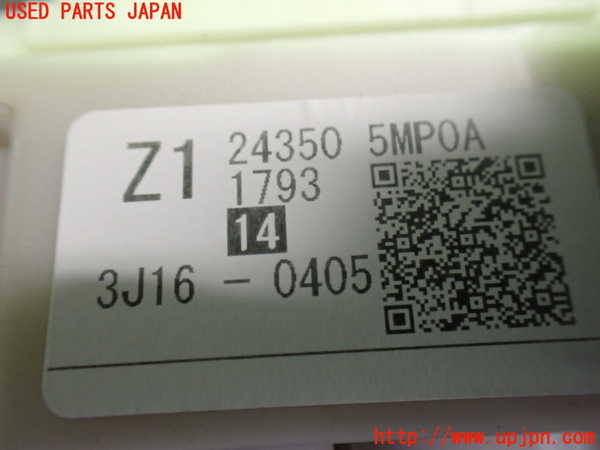 USED PARTS JAPAN
Z1 24350 5MP0A
1793
14
3J16 - 0405
http://www.upjpn.com/